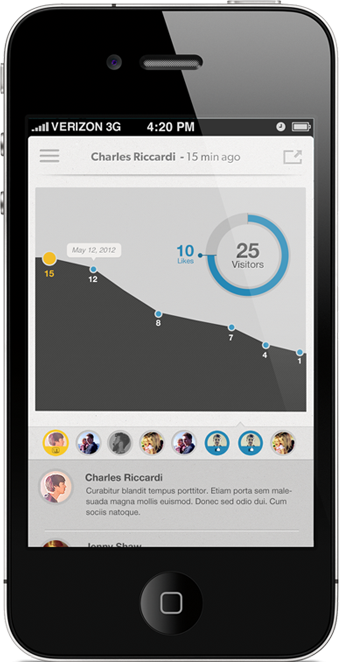 VERIZON 3G 4:20 PM
Charles Riccardi - 15 min ago
May 12, 2012
10
Likes
25
Visitors
15
12
8
7
4
1
Charles Riccardi
Curabitur blandit tempus porttitor. Etiam porta sem male-
suada magna mollis euismod. Donec sed odio dui. Cum
sociis natoque.
Jenny Shaw